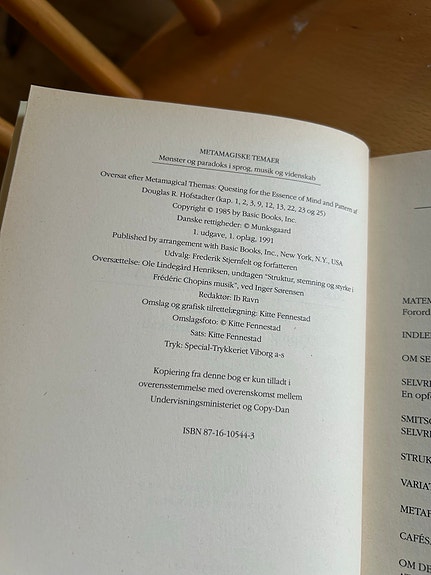 METAMAGISKE TEMAER
Mønster og paradoks i sprog, musik og videnskab
Oversat efter Metamagical Themas: Questing for the Essence of Mind and Pattern af
Douglas R. Hofstadter (kap. 1, 2, 3, 9, 12, 13, 22, 23 og 25)
Copyright © 1985 by Basic Books, Inc.
Danske rettigheder: © Munksgaard
1. udgave, 1. oplag, 1991
Published by arrangement with Basic Books, Inc., New York, N.Y., USA
Udvalg: Frederik Stjernfelt og forfatteren
Oversættelse: Ole Lindegård Henriksen, undtagen "Struktur, stemning og styrke i
Frédéric Chopins musik", ved Inger Sørensen
Redaktør: Ib Ravn
Omslag og grafisk tilrettelægning: Kitte Fennestad
Omslagsfoto: © Kitte Fennestad
Sats: Kitte Fennestad
Tryk: Special-Trykkeriet Viborg a-s
Kopiering fra denne bog er kun tilladt i
overensstemmelse med overenskomst mellem
Undervisningsministeriet og Copy-Dan
ISBN 87-16-10544-3
MATEM
Forord
INDLE
OM SE
SELVRE
En opf
SMITS
SELVRE
STRUK
VARIAT
METAF
CAFÉS,
OM DE